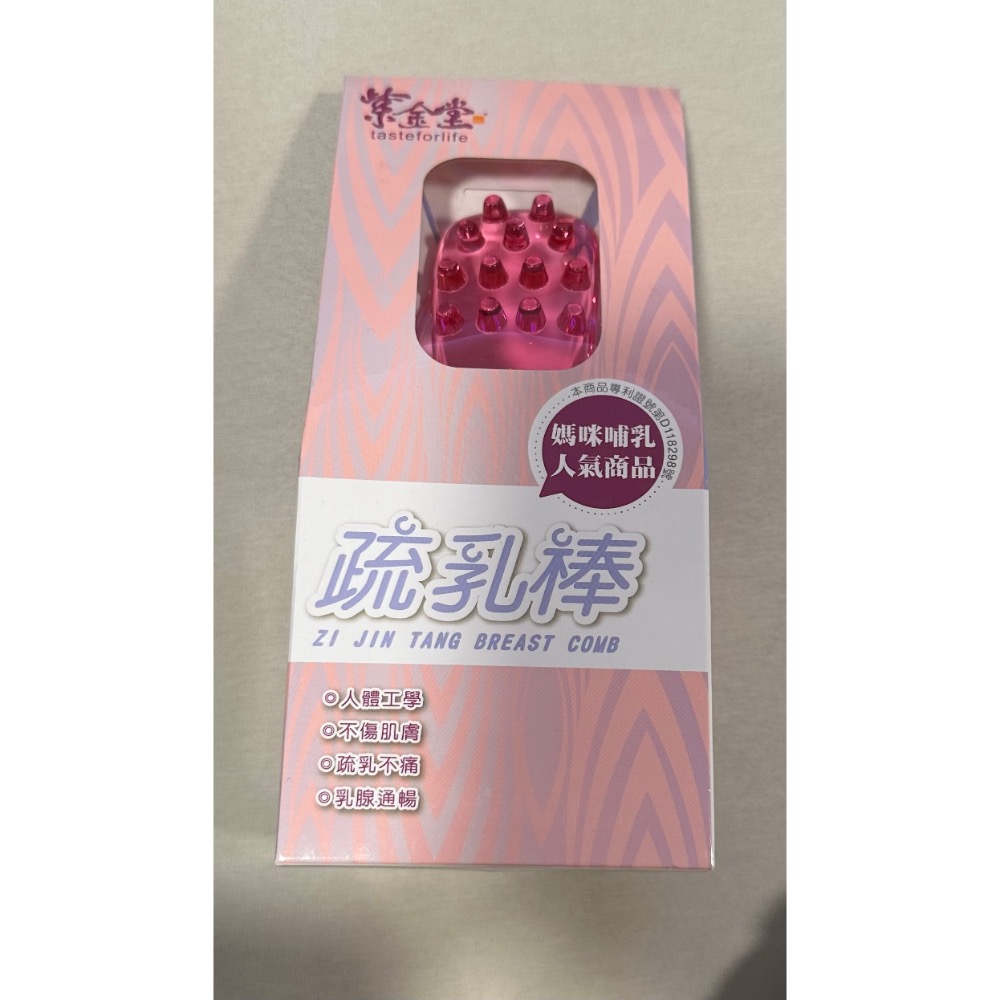 紫金堂
tasteforlife
本商品專利證號第D118298號
媽咪哺乳
人氣商品
疏乳棒
ZI JIN TANG BREAST COMB
◎人體工學
◎不傷肌膚
◎疏乳不痛
◎乳腺通暢